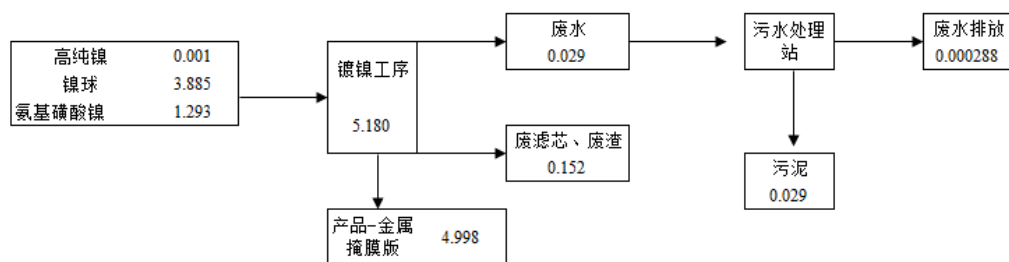 高纯镍 0.001
镍球 3.885
氨基磺酸镍 1.293
镀镍工序
5.180
废水
0.029
污水处理
站
废水排放
0.000288
废滤芯、废渣
0.152
污泥
0.029
产品-金属
掩膜版 4.998